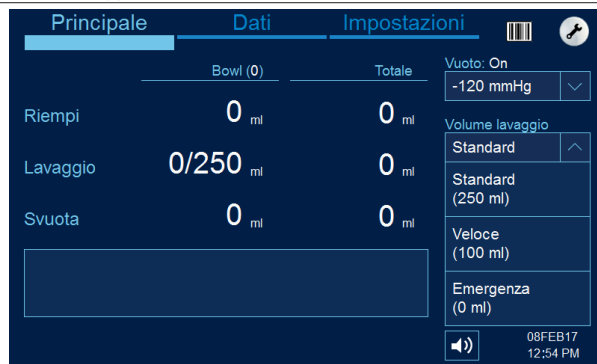 Principale Dati Impostazioni
Bowl (0) Totale
Riempi 0 ml 0 ml
Lavaggio 0/250 ml 0 ml
Svuota 0 ml 0 ml
Vuoto: On
-120 mmHg
Volume lavaggio
Standard
Standard
(250 ml)
Veloce
(100 ml)
Emergenza
(0 ml)
08FEB17
12:54 PM